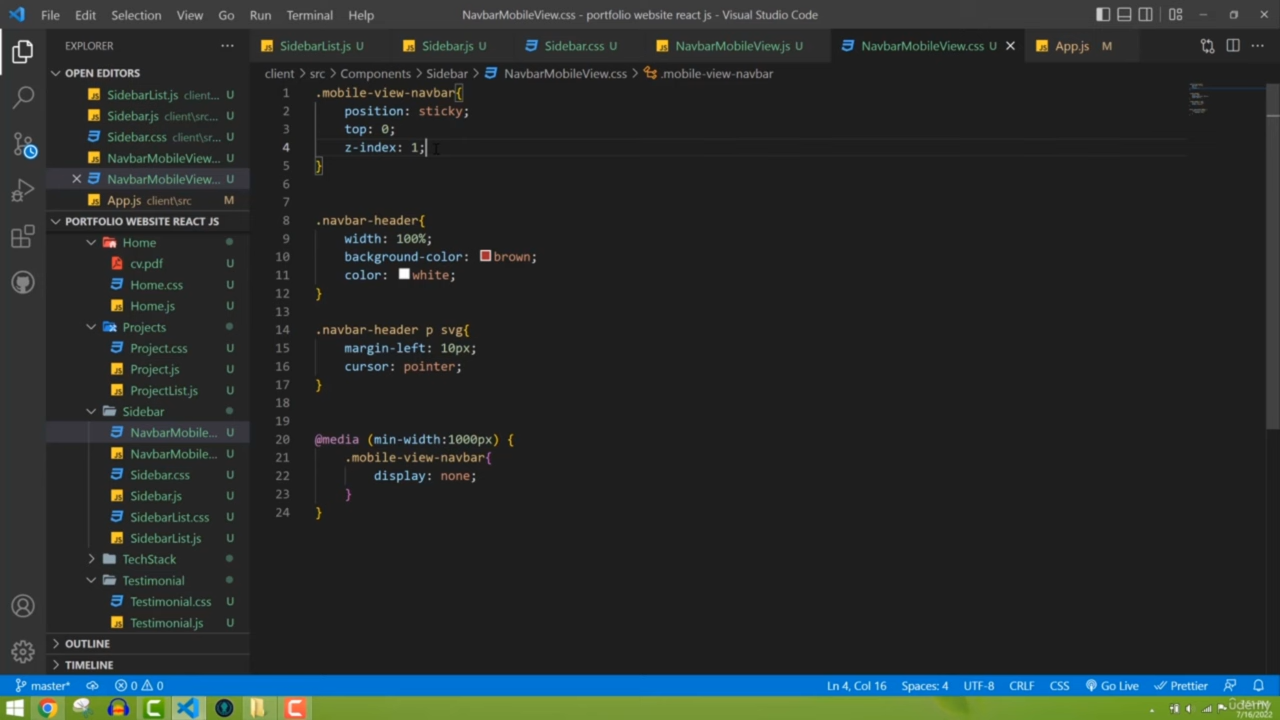 File Edit Selection View Go Run Terminal Help NavbarMobileView.css - portfolio website react js - Visual Studio Code
EXPLORER
SidebarList.js U Sidebar.js U Sidebar.css U NavbarMobileView.js U NavbarMobileView.css U App.js M
OPEN EDITORS
client > src > Components > Sidebar > NavbarMobileView.css > .mobile-view-navbar
SidebarList.js client... U
Sidebar.js client\src... U
Sidebar.css client\src... U
NavbarMobileView... U
NavbarMobileView... U
App.js client\src M
PORTFOLIO WEBSITE REACT JS
Home
cv.pdf U
Home.css U
Home.js U
Projects
Project.css U
Project.js U
ProjectList.js U
Sidebar
NavbarMobile... U
NavbarMobile... U
Sidebar.css U
Sidebar.js U
SidebarList.css U
SidebarList.js U
TechStack
Testimonial
Testimonial.css U
Testimonial.js U
OUTLINE
TIMELINE
1 .mobile-view-navbar{
2 position: sticky;
3 top: 0;
4 z-index: 1;
5 }
6
7
8 .navbar-header{
9 width: 100%;
10 background-color: brown;
11 color: white;
12 }
13
14 .navbar-header p svg{
15 margin-left: 10px;
16 cursor: pointer;
17 }
18
19
20 @media (min-width:1000px) {
21 .mobile-view-navbar{
22 display: none;
23 }
24 }
master* 0 0 Ln 4, Col 16 Spaces: 4 UTF-8 CRLF CSS Go Live Prettier
udemy
7/16/2022